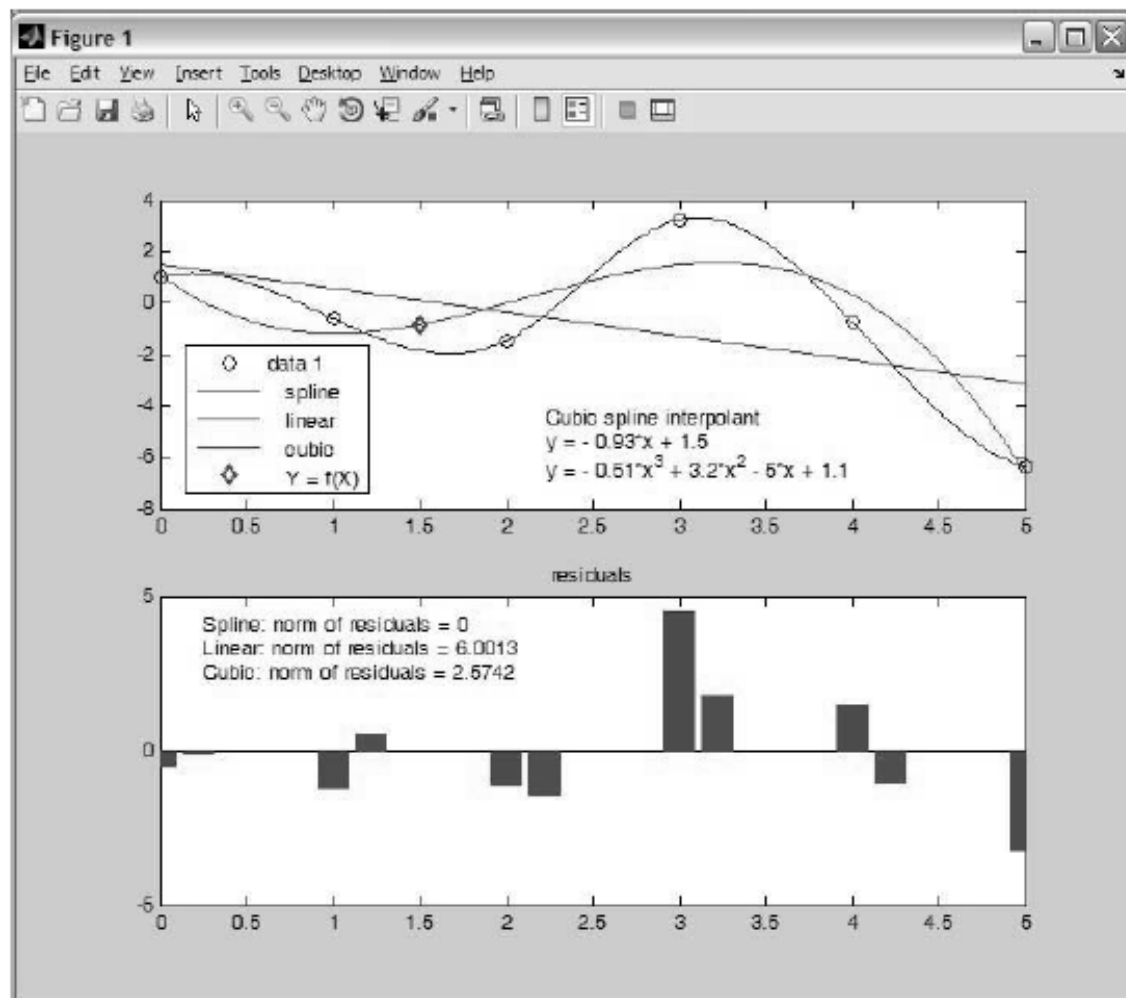 Figure 1
File Edit View Insert Tools Desktop Window Help
4
2
0
-2
-4
-6
-8
data 1
spline
linear
cubic
Y = f(X)
Cubic spline interpolant
y = - 0.93*x + 1.5
y = - 0.51*x^3 + 3.2*x^2 - 5*x + 1.1
0 0.5 1 1.5 2 2.5 3 3.5 4 4.5 5
residuals
5
0
-5
Spline: norm of residuals = 0
Linear: norm of residuals = 6.0013
Cubic: norm of residuals = 2.5742
0 0.5 1 1.5 2 2.5 3 3.5 4 4.5 5